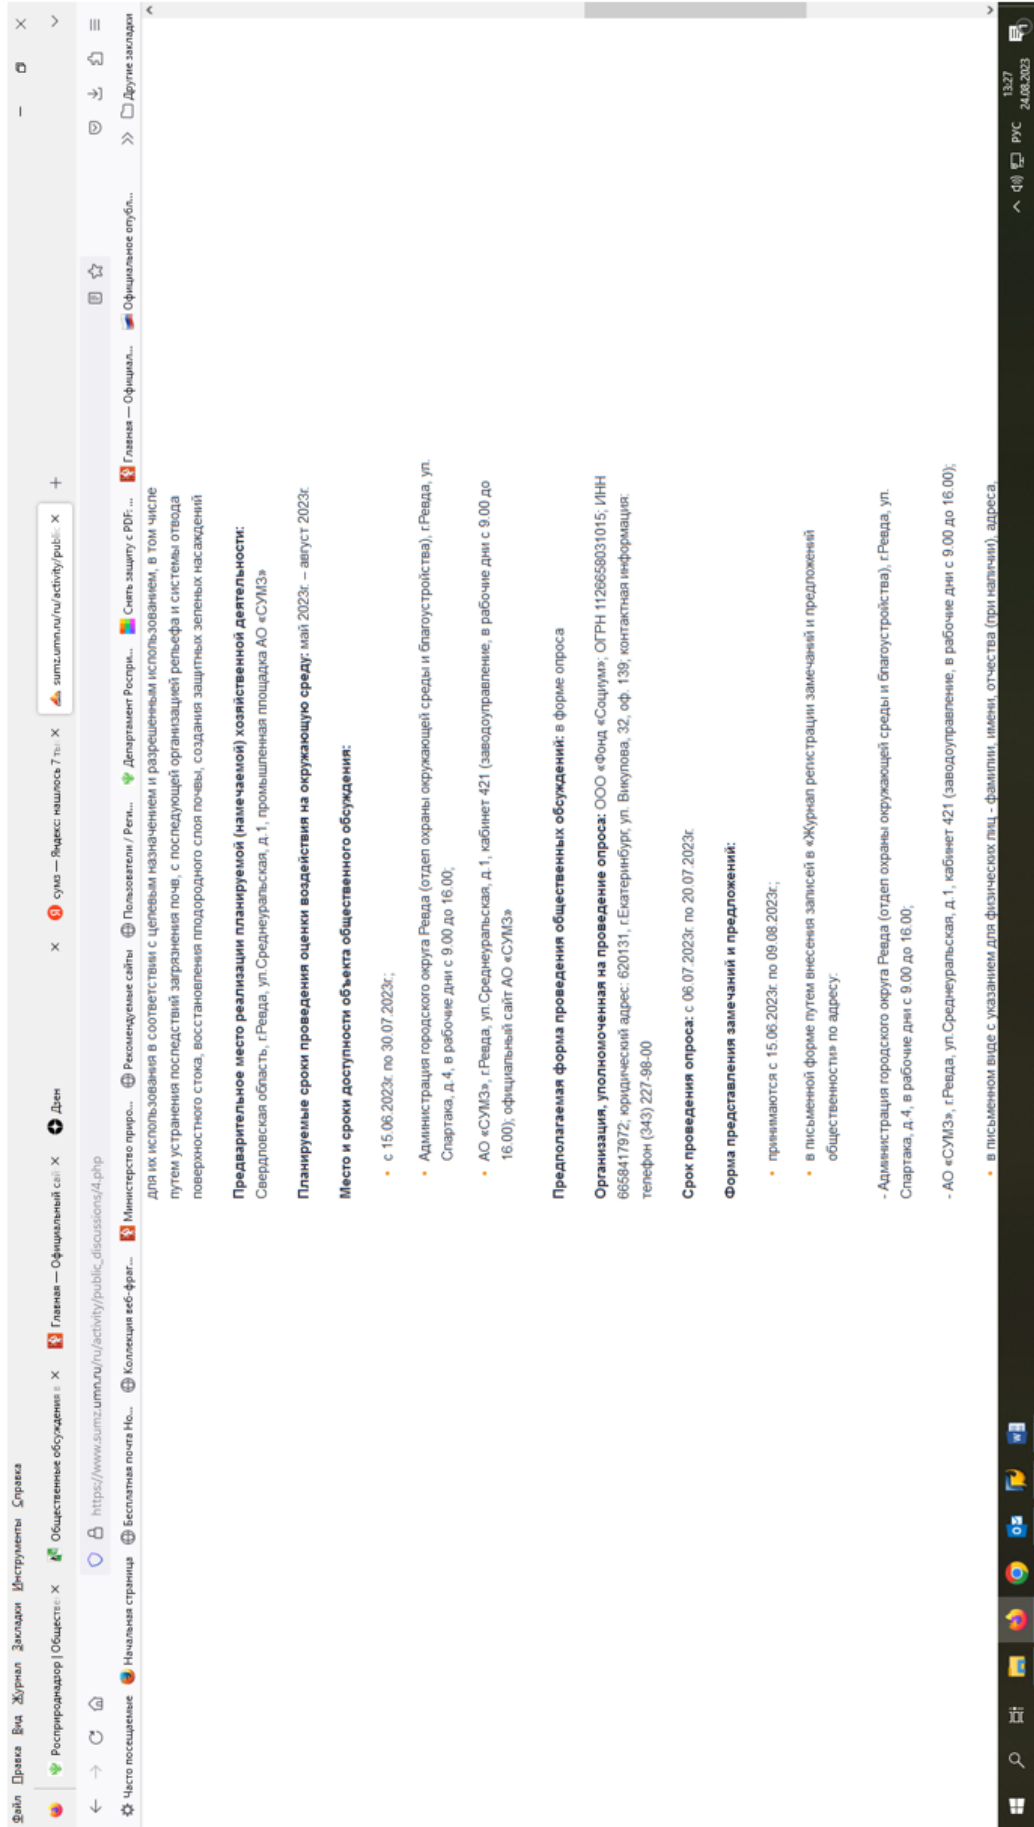 Файл Правка Вид Журнал Закладки Инструменты Справка
Росприроднадзор | Обществе
Общественные обсуждения в
Главная — Официальный сай
Дзен
сумз — Яндекс: нашлось 7 ты
sumz.umn.ru/ru/activity/public
https://www.sumz.umn.ru/ru/activity/public_discussions/4.php
Часто посещаемые Начальная страница Бесплатная почта Но... Коллекция веб-фраг... Министерство приро... Рекомендуемые сайты Пользователи / Реги... Департамент Роспри... Снять защиту с PDF: ... Главная — Официал... Официальное опубл... Другие закладки
для их использования в соответствии с целевым назначением и разрешенным использованием, в том числе
путем устранения последствий загрязнения почв, с последующей организацией рельефа и системы отвода
поверхностного стока, восстановления плодородного слоя почвы, создания защитных зеленых насаждений
Предварительное место реализации планируемой (намечаемой) хозяйственной деятельности:
Свердловская область, г.Ревда, ул.Среднеуральская, д.1, промышленная площадка АО «СУМЗ»
Планируемые сроки проведения оценки воздействия на окружающую среду: май 2023г. – август 2023г.
Место и сроки доступности объекта общественного обсуждения:
• с 15.06.2023г. по 30.07.2023г.;
• Администрация городского округа Ревда (отдел охраны окружающей среды и благоустройства), г.Ревда, ул.
Спартака, д.4, в рабочие дни с 9.00 до 16.00;
• АО «СУМЗ», г.Ревда, ул.Среднеуральская, д.1, кабинет 421 (заводоуправление, в рабочие дни с 9.00 до
16.00); официальный сайт АО «СУМЗ»
Предполагаемая форма проведения общественных обсуждений: в форме опроса
Организация, уполномоченная на проведение опроса: ООО «Фонд «Социум»; ОГРН 1126658031015; ИНН
6658417972; юридический адрес: 620131, г.Екатеринбург, ул. Викулова, 32, оф. 139; контактная информация:
телефон (343) 227-98-00
Срок проведения опроса: с 06.07.2023г. по 20.07.2023г.
Форма представления замечаний и предложений:
• принимаются с 15.06.2023г. по 09.08.2023г.;
• в письменной форме путем внесения записей в «Журнал регистрации замечаний и предложений
общественности» по адресу:
- Администрация городского округа Ревда (отдел охраны окружающей среды и благоустройства), г.Ревда, ул.
Спартака, д. 4, в рабочие дни с 9.00 до 16.00;
- АО «СУМЗ», г.Ревда, ул.Среднеуральская, д.1, кабинет 421 (заводоуправление, в рабочие дни с 9.00 до 16.00);
• в письменном виде с указанием для физических лиц - фамилии, имени, отчества (при наличии), адреса,
РУС
13:27
24.08.2023